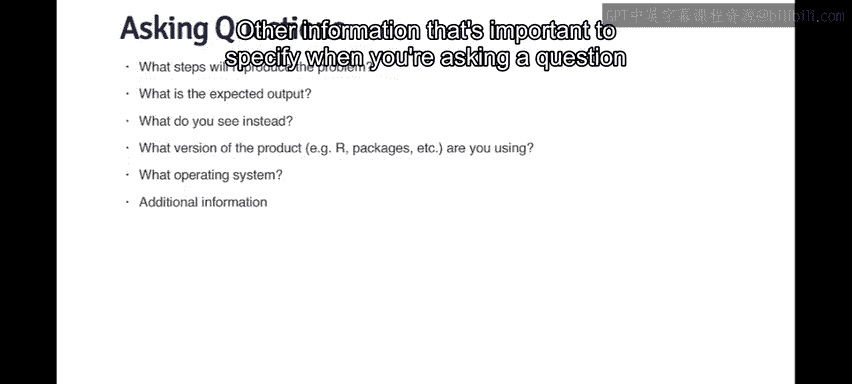 GPT中英字幕课程资源@bilibili.com
Asking Questions
Other information that's important to
specify when you're asking a question
· What steps will reproduce the problem?
· What is the expected output?
· What do you see instead?
· What version of the product (e.g. R, packages, etc.) are you using?
· What operating system?
· Additional information